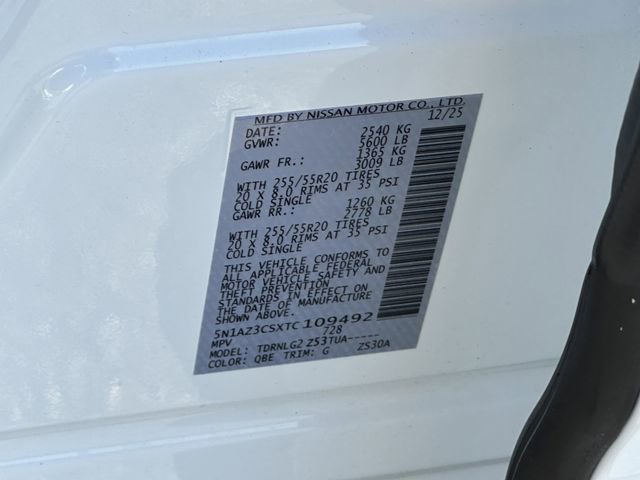 MFD BY NISSAN MOTOR CO., LTD.
DATE: 12/25
GVWR: 2540 KG
5600 LB
GAWR FR.: 1365 KG
3009 LB
WITH 255/55R20 TIRES
20 X 8.0 RIMS AT 35 PSI
COLD SINGLE
GAWR RR.: 1260 KG
2778 LB
WITH 255/55R20 TIRES
20 X 8.0 RIMS AT 35 PSI
COLD SINGLE
THIS VEHICLE CONFORMS TO
ALL APPLICABLE FEDERAL
MOTOR VEHICLE SAFETY AND
THEFT PREVENTION
STANDARDS IN EFFECT ON
THE DATE OF MANUFACTURE
SHOWN ABOVE.
5N1AZ3CSXTC109492
MPV 728
MODEL: TDRNLG2 Z53TUA-----
COLOR: QBE TRIM: G ZS30A